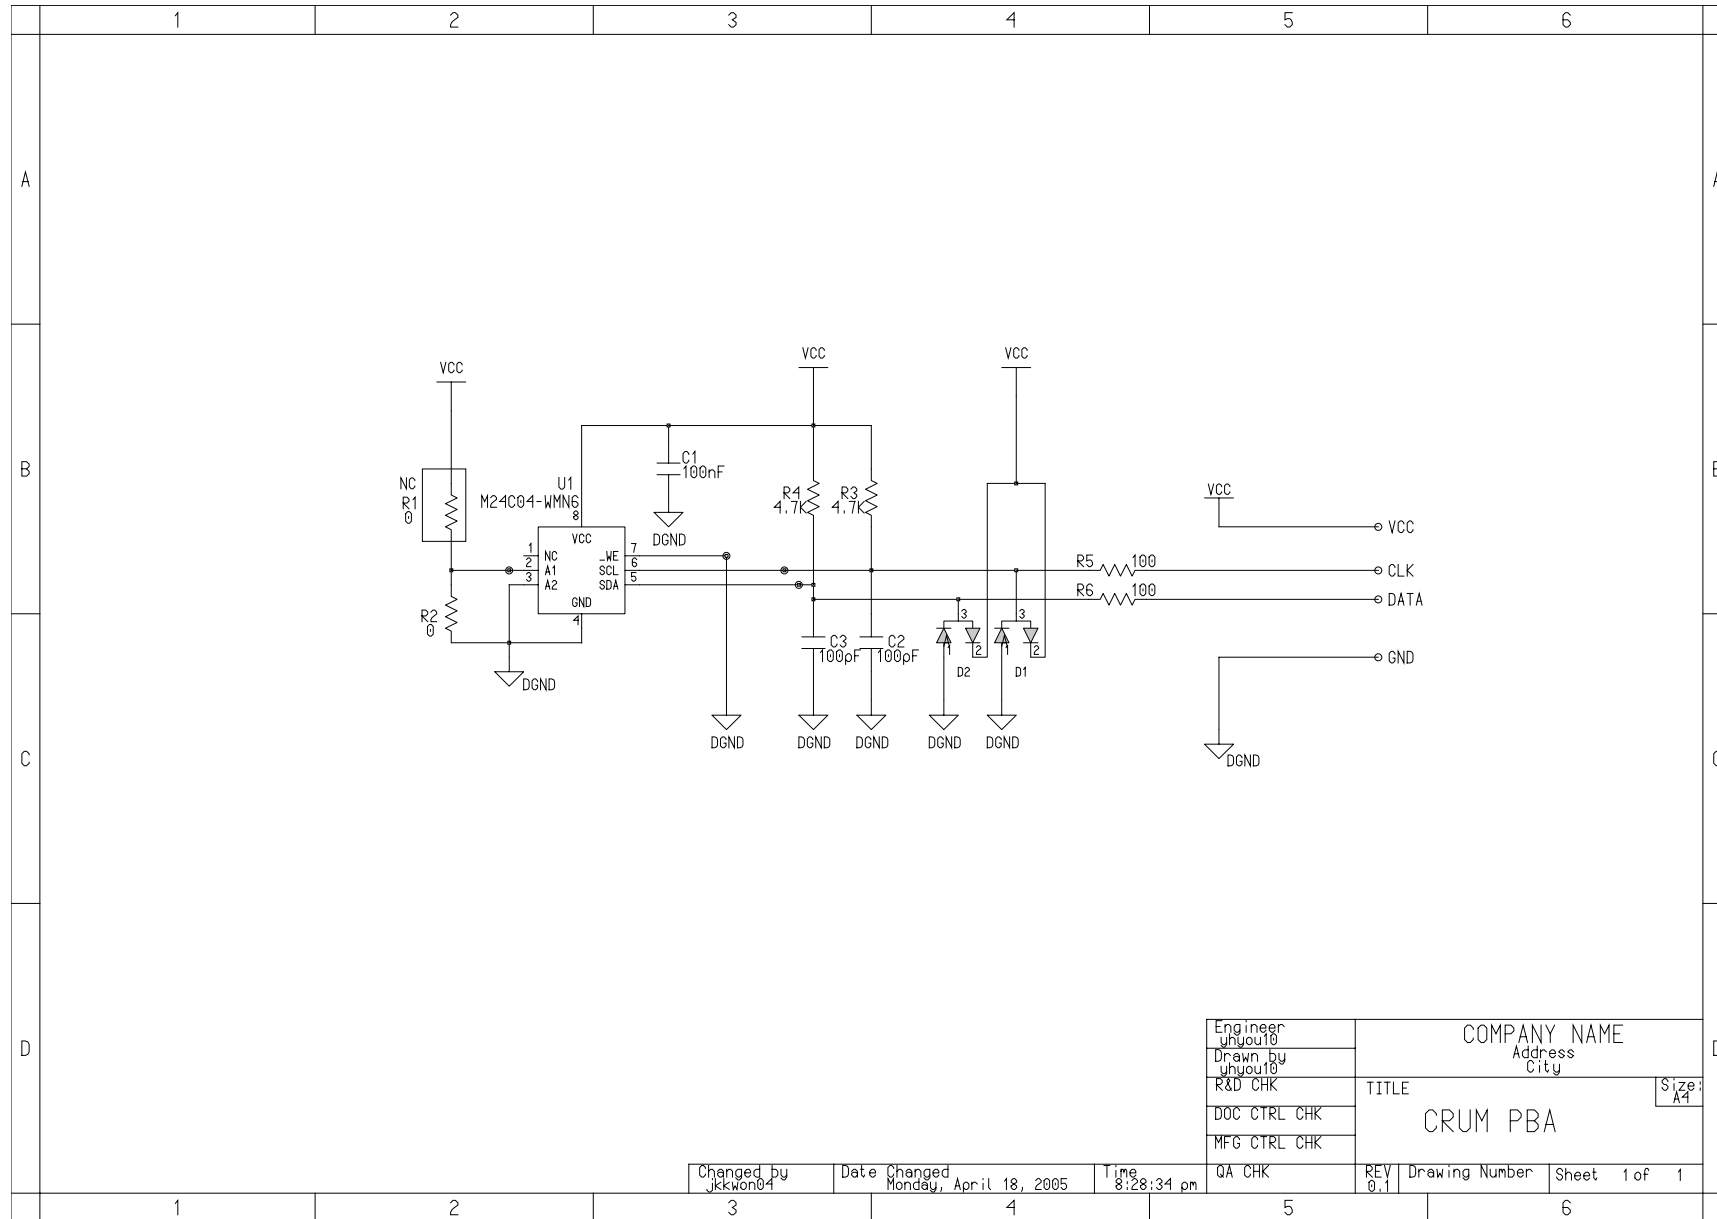 1 2 3 4 5 6
A
B
C
D
VCC
VCC
VCC
NC
R1
0
U1
M24C04-WMN6
8
VCC
1 NC
2 A1
3 A2
_WE 7
SCL 6
SDA 5
GND
4
R2
0
DGND
C1
100nF
DGND
R4
4.7K
R3
4.7K
C3
100pF
C2
100pF
DGND
DGND
DGND
3
1
2
D2
DGND
3
1
2
D1
DGND
R5 100
R6 100
VCC
VCC
CLK
DATA
GND
DGND
A
B
C
D
Engineer
yhyou10
Drawn by
yhyou10
R&D CHK
DOC CTRL CHK
MFG CTRL CHK
QA CHK
COMPANY NAME
Address
City
TITLE
CRUM PBA
Size:
A4
Changed by
jkkwon04
Date Changed
Monday, April 18, 2005
Time
8:28:34 pm
REV
0.1
Drawing Number
Sheet 1 of 1
1 2 3 4 5 6